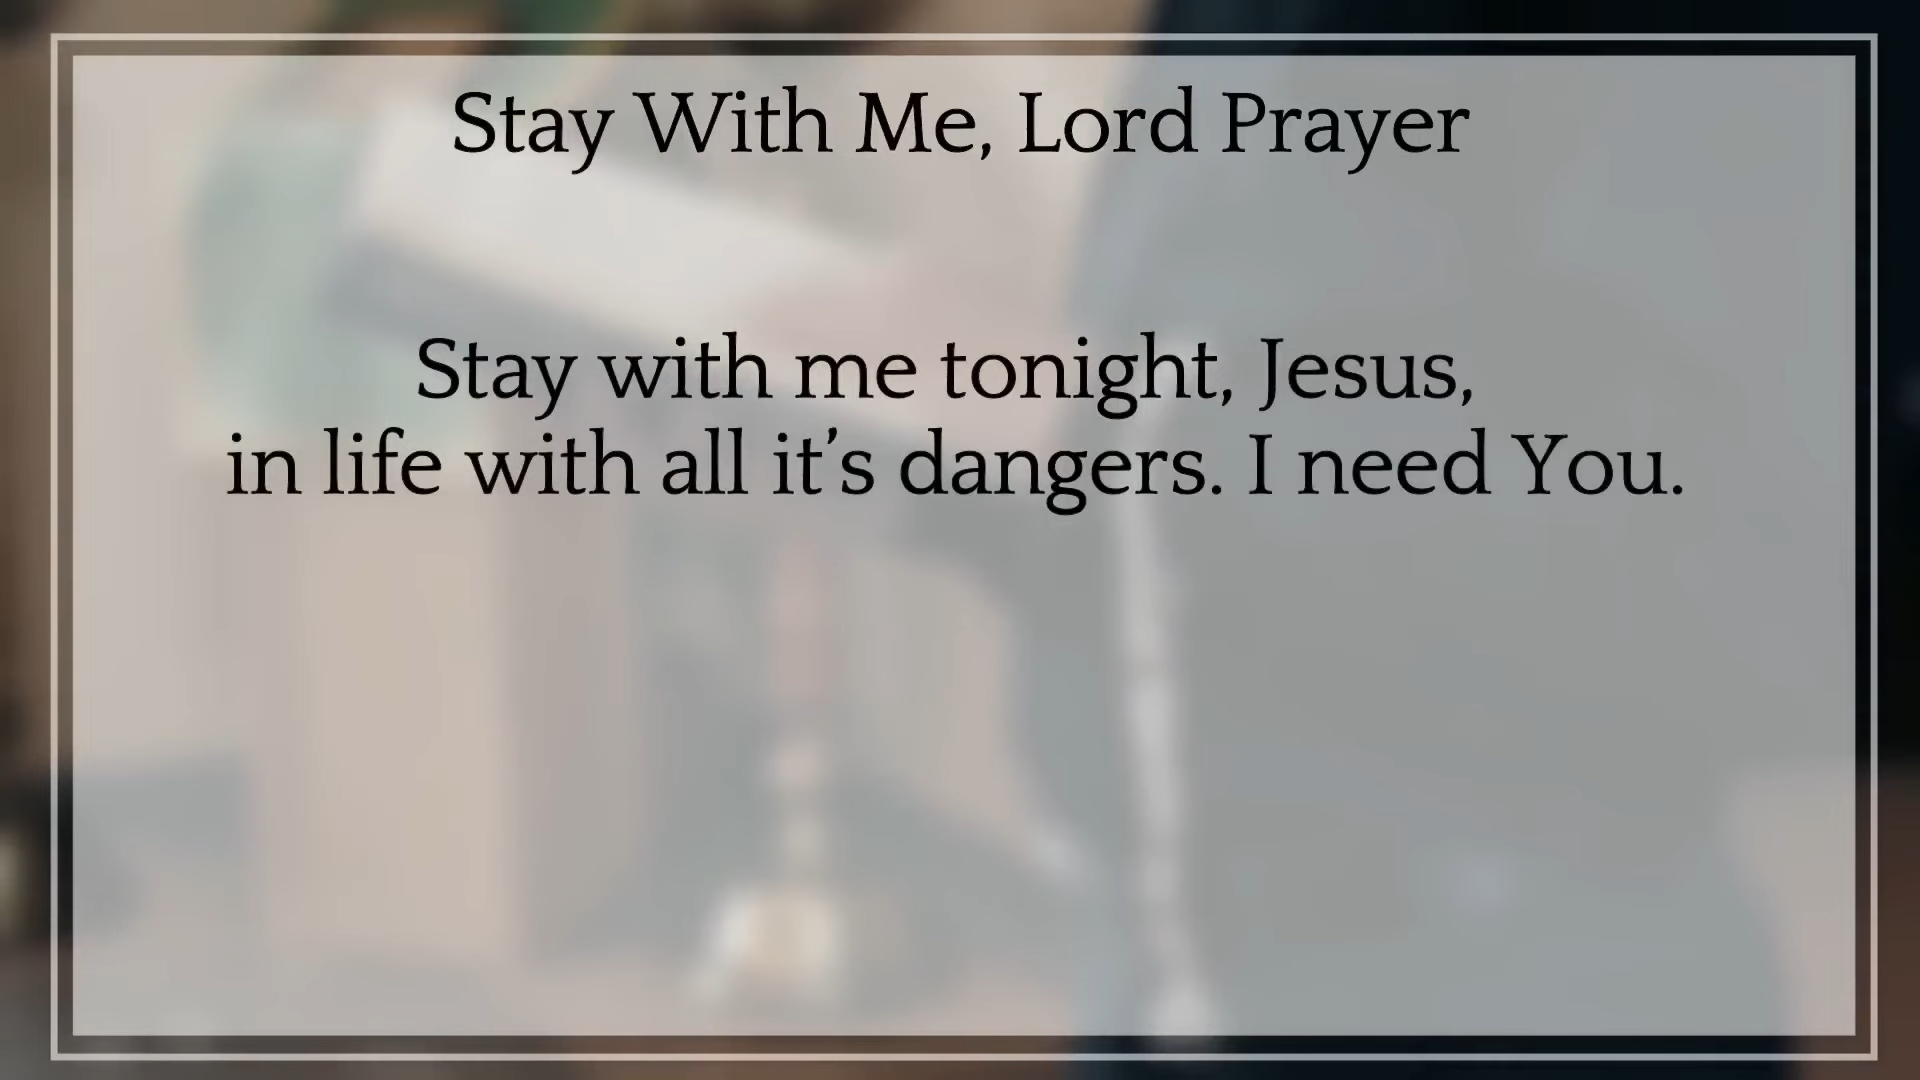 Stay With Me, Lord Prayer
Stay with me tonight, Jesus,
in life with all it’s dangers. I need You.